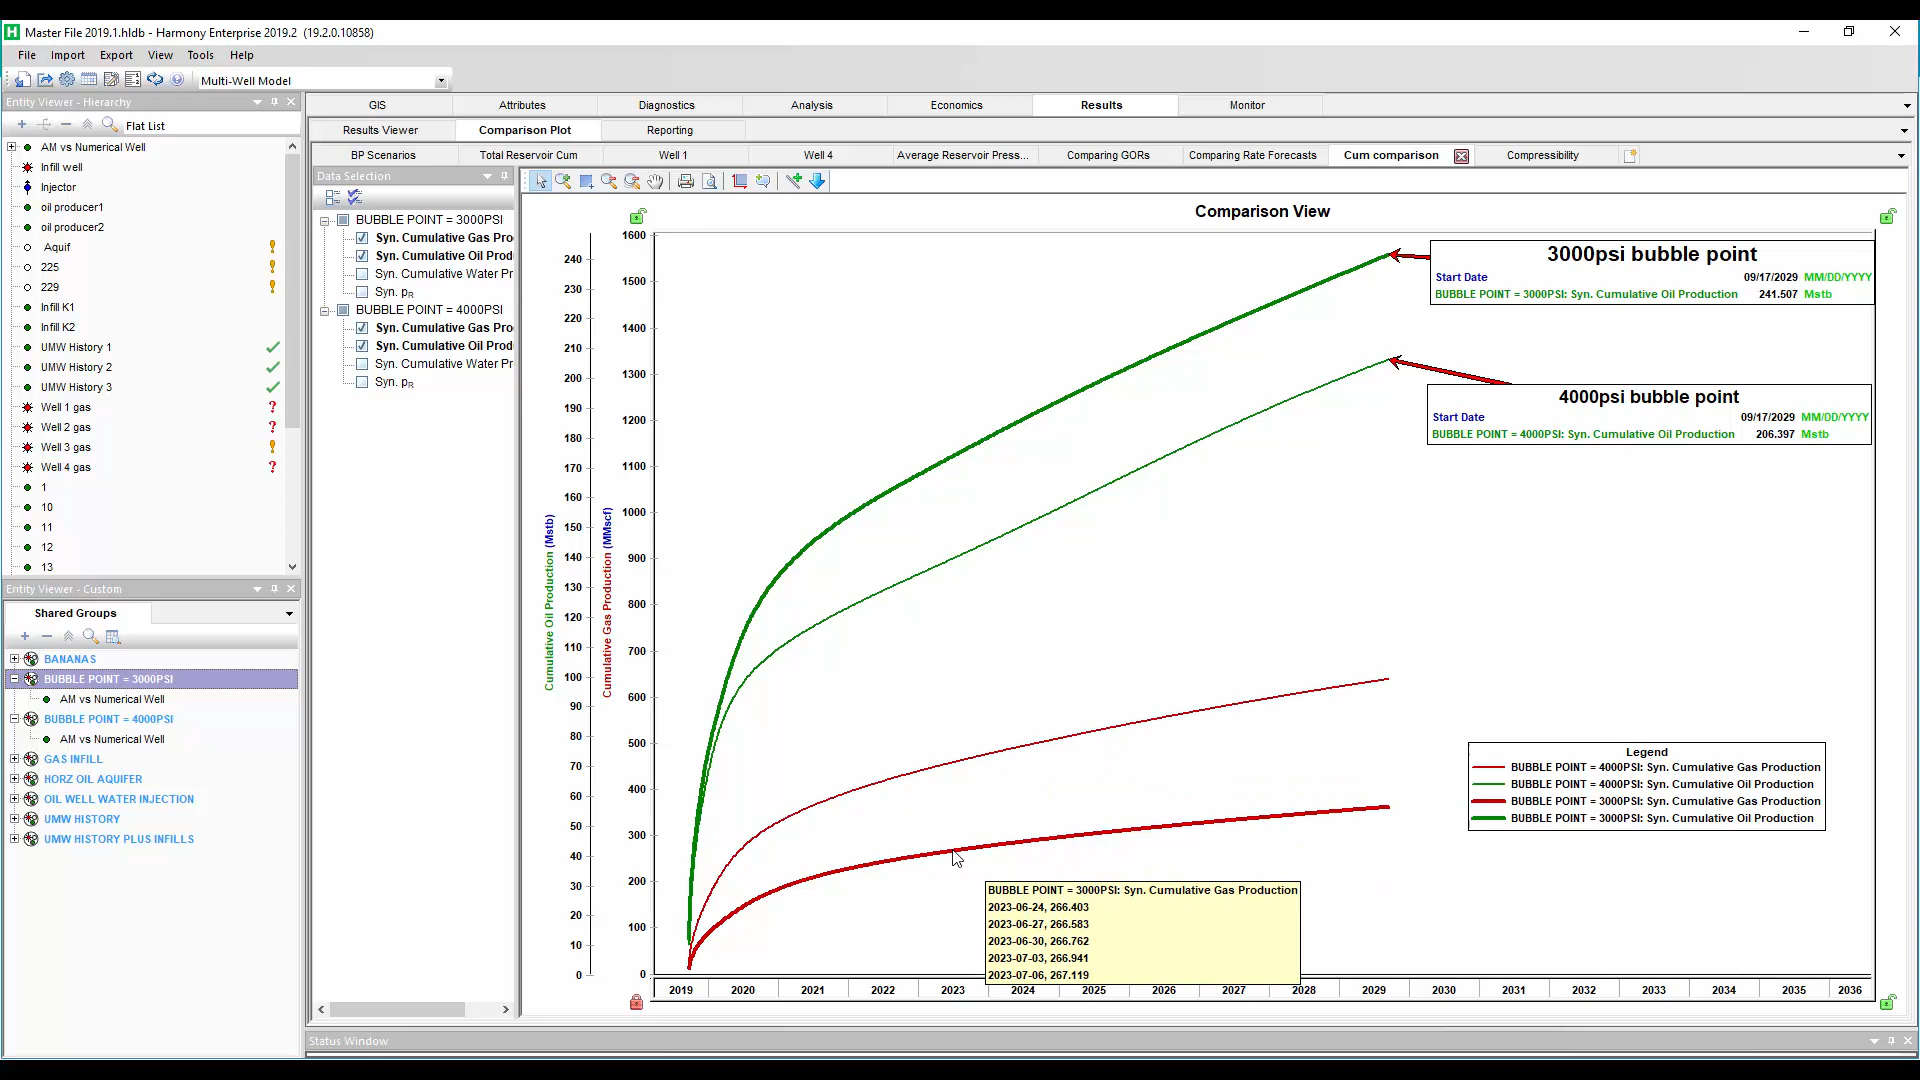 Master File 2019.1.hldb - Harmony Enterprise 2019.2 (19.2.0.10858)
File Import Export View Tools Help
Multi-Well Model
Entity Viewer - Hierarchy
Flat List
AM vs Numerical Well
Infill well
Injector
oil producer1
oil producer2
Aquif
225
229
Infill K1
Infill K2
UMW History 1
UMW History 2
UMW History 3
Well 1 gas
Well 2 gas
Well 3 gas
Well 4 gas
1
10
11
12
13
Entity Viewer - Custom
Shared Groups
BANANAS
BUBBLE POINT = 3000PSI
AM vs Numerical Well
BUBBLE POINT = 4000PSI
AM vs Numerical Well
GAS INFILL
HORZ OIL AQUIFER
OIL WELL WATER INJECTION
UMW HISTORY
UMW HISTORY PLUS INFILLS
GIS Attributes Diagnostics Analysis Economics Results Monitor
Results Viewer Comparison Plot Reporting
BP Scenarios Total Reservoir Cum Well 1 Well 4 Average Reservoir Press... Comparing GORs Comparing Rate Forecasts Cum comparison Compressibility
Data Selection
BUBBLE POINT = 3000PSI
Syn. Cumulative Gas Pro
Syn. Cumulative Oil Prod
Syn. Cumulative Water Pr
Syn. pR
BUBBLE POINT = 4000PSI
Syn. Cumulative Gas Pro
Syn. Cumulative Oil Prod
Syn. Cumulative Water Pr
Syn. pR
Comparison View
Cumulative Oil Production (Mstb)
240
230
220
210
200
190
180
170
160
150
140
130
120
110
100
90
80
70
60
50
40
30
20
10
0
Cumulative Gas Production (MMscf)
1600
1500
1400
1300
1200
1100
1000
900
800
700
600
500
400
300
200
100
0
3000psi bubble point
Start Date 09/17/2029 MM/DD/YYYY
BUBBLE POINT = 3000PSI: Syn. Cumulative Oil Production 241.507 Mstb
4000psi bubble point
Start Date 09/17/2029 MM/DD/YYYY
BUBBLE POINT = 4000PSI: Syn. Cumulative Oil Production 206.397 Mstb
Legend
BUBBLE POINT = 4000PSI: Syn. Cumulative Gas Production
BUBBLE POINT = 4000PSI: Syn. Cumulative Oil Production
BUBBLE POINT = 3000PSI: Syn. Cumulative Gas Production
BUBBLE POINT = 3000PSI: Syn. Cumulative Oil Production
BUBBLE POINT = 3000PSI: Syn. Cumulative Gas Production
2023-06-24, 266.403
2023-06-27, 266.583
2023-06-30, 266.762
2023-07-03, 266.941
2023-07-06, 267.119
2019 2020 2021 2022 2023 2024 2025 2026 2027 2028 2029 2030 2031 2032 2033 2034 2035 2036
Status Window